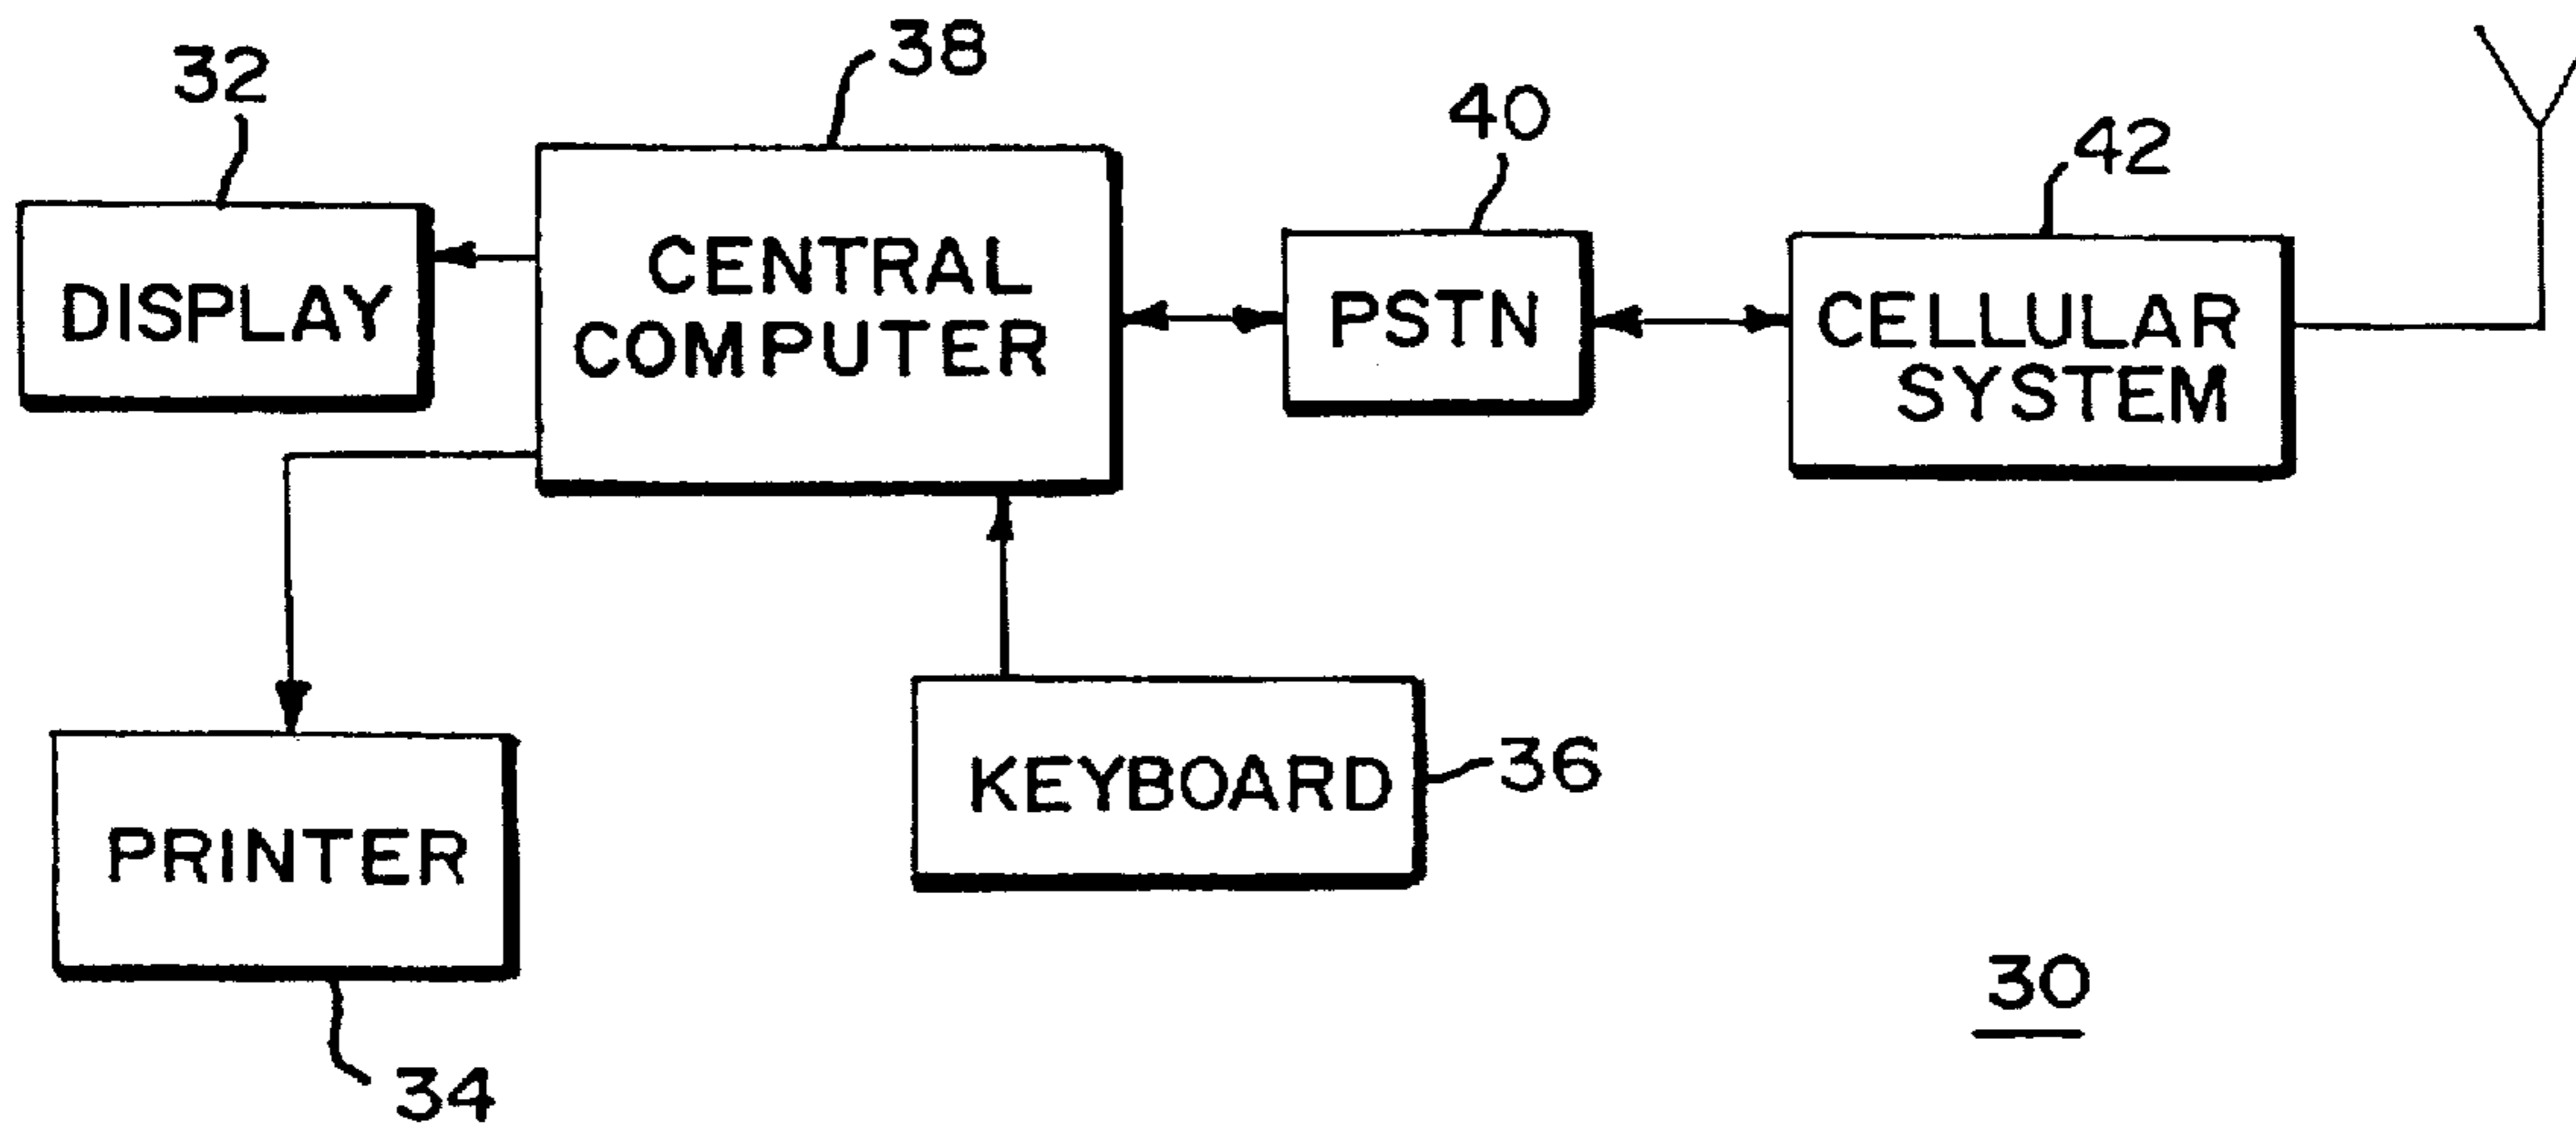 38
32
40
42
DISPLAY
CENTRAL
COMPUTER
PSTN
CELLULAR
SYSTEM
KEYBOARD
36
PRINTER
30
34